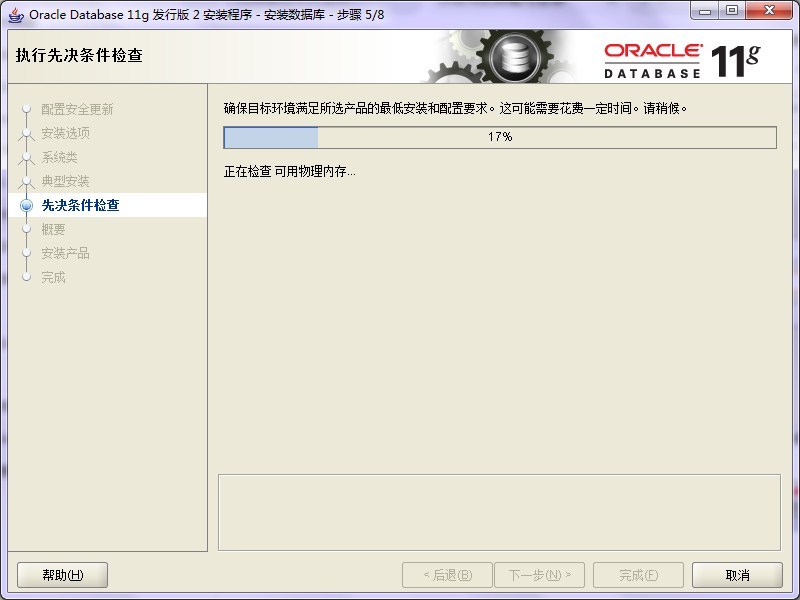 Oracle Database 11g 发行版 2 安装程序 - 安装数据库 - 步骤 5/8
执行先决条件检查
ORACLE
DATABASE
11g
配置安全更新
安装选项
系统类
典型安装
先决条件检查
概要
安装产品
完成
确保目标环境满足所选产品的最低安装和配置要求。这可能需要花费一定时间。请稍候。
17%
正在检查 可用物理内存...
帮助(H)
< 后退(B)
下一步(N) >
完成(F)
取消